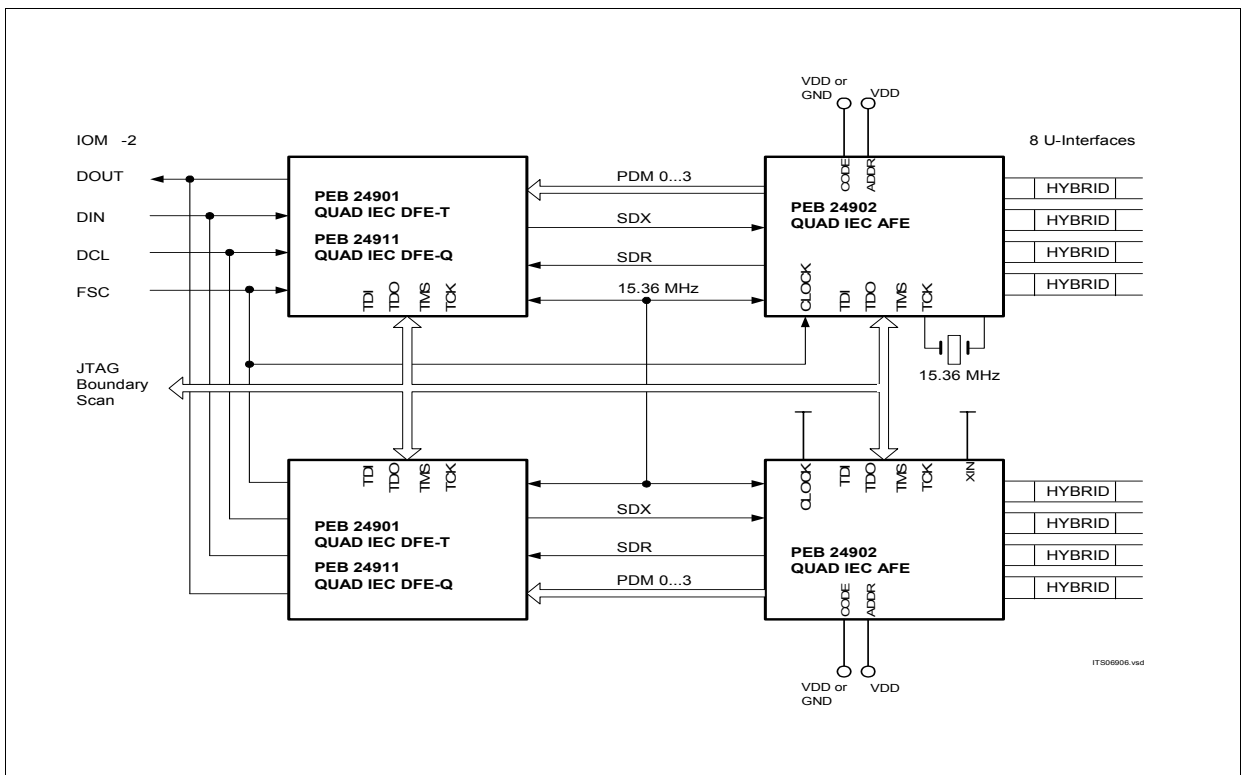 VDD or
GND
VDD
IOM -2
8 U-Interfaces
DOUT
DIN
DCL
FSC
PEB 24901
QUAD IEC DFE-T
PEB 24911
QUAD IEC DFE-Q
TDI
TDO
TMS
TCK
PDM 0...3
SDX
SDR
15.36 MHz
CODE
ADDR
PEB 24902
QUAD IEC AFE
CLOCK
TDI
TDO
TMS
TCK
HYBRID
HYBRID
HYBRID
HYBRID
15.36 MHz
JTAG
Boundary
Scan
TDI
TDO
TMS
TCK
PEB 24901
QUAD IEC DFE-T
PEB 24911
QUAD IEC DFE-Q
SDX
SDR
PDM 0...3
CLOCK
TDI
TDO
TMS
TCK
XIN
PEB 24902
QUAD IEC AFE
CODE
ADDR
HYBRID
HYBRID
HYBRID
HYBRID
VDD or
GND
VDD
ITS06906.vsd